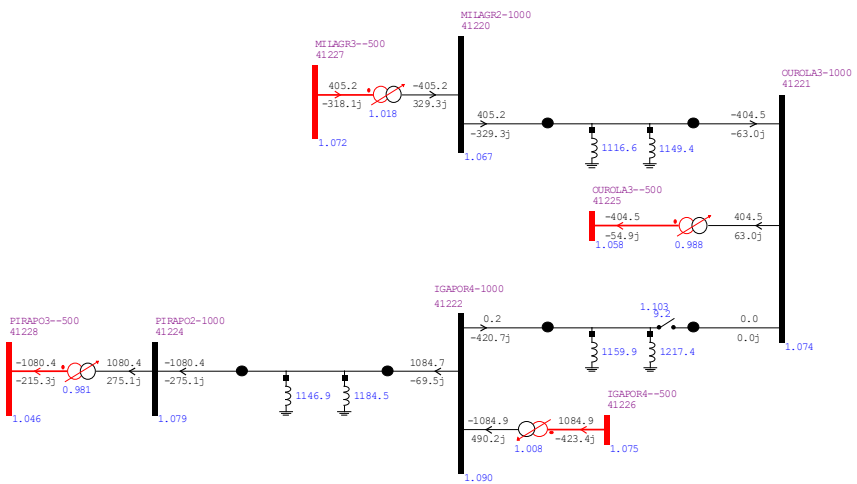 MILAGR2-1000
41220
MILAGR3--500
41227
405.2
-318.1j
1.018
-405.2
329.3j
1.072
1.067
405.2
-329.3j
1116.6
1149.4
-404.5
-63.0j
OUROLA3-1000
41221
OUROLA3--500
41225
-404.5
-54.9j
1.058
0.988
404.5
63.0j
IGAPOR4-1000
41222
0.2
-420.7j
1.103
9.2
0.0
0.0j
1.074
1159.9
1217.4
PIRAPO3--500
41228
PIRAPO2-1000
41224
-1080.4
-215.3j
0.981
1080.4
275.1j
-1080.4
-275.1j
1084.7
-69.5j
1146.9
1184.5
1.046
1.079
IGAPOR4--500
41226
-1084.9
490.2j
1.008
1084.9
-423.4j
1.075
1.090